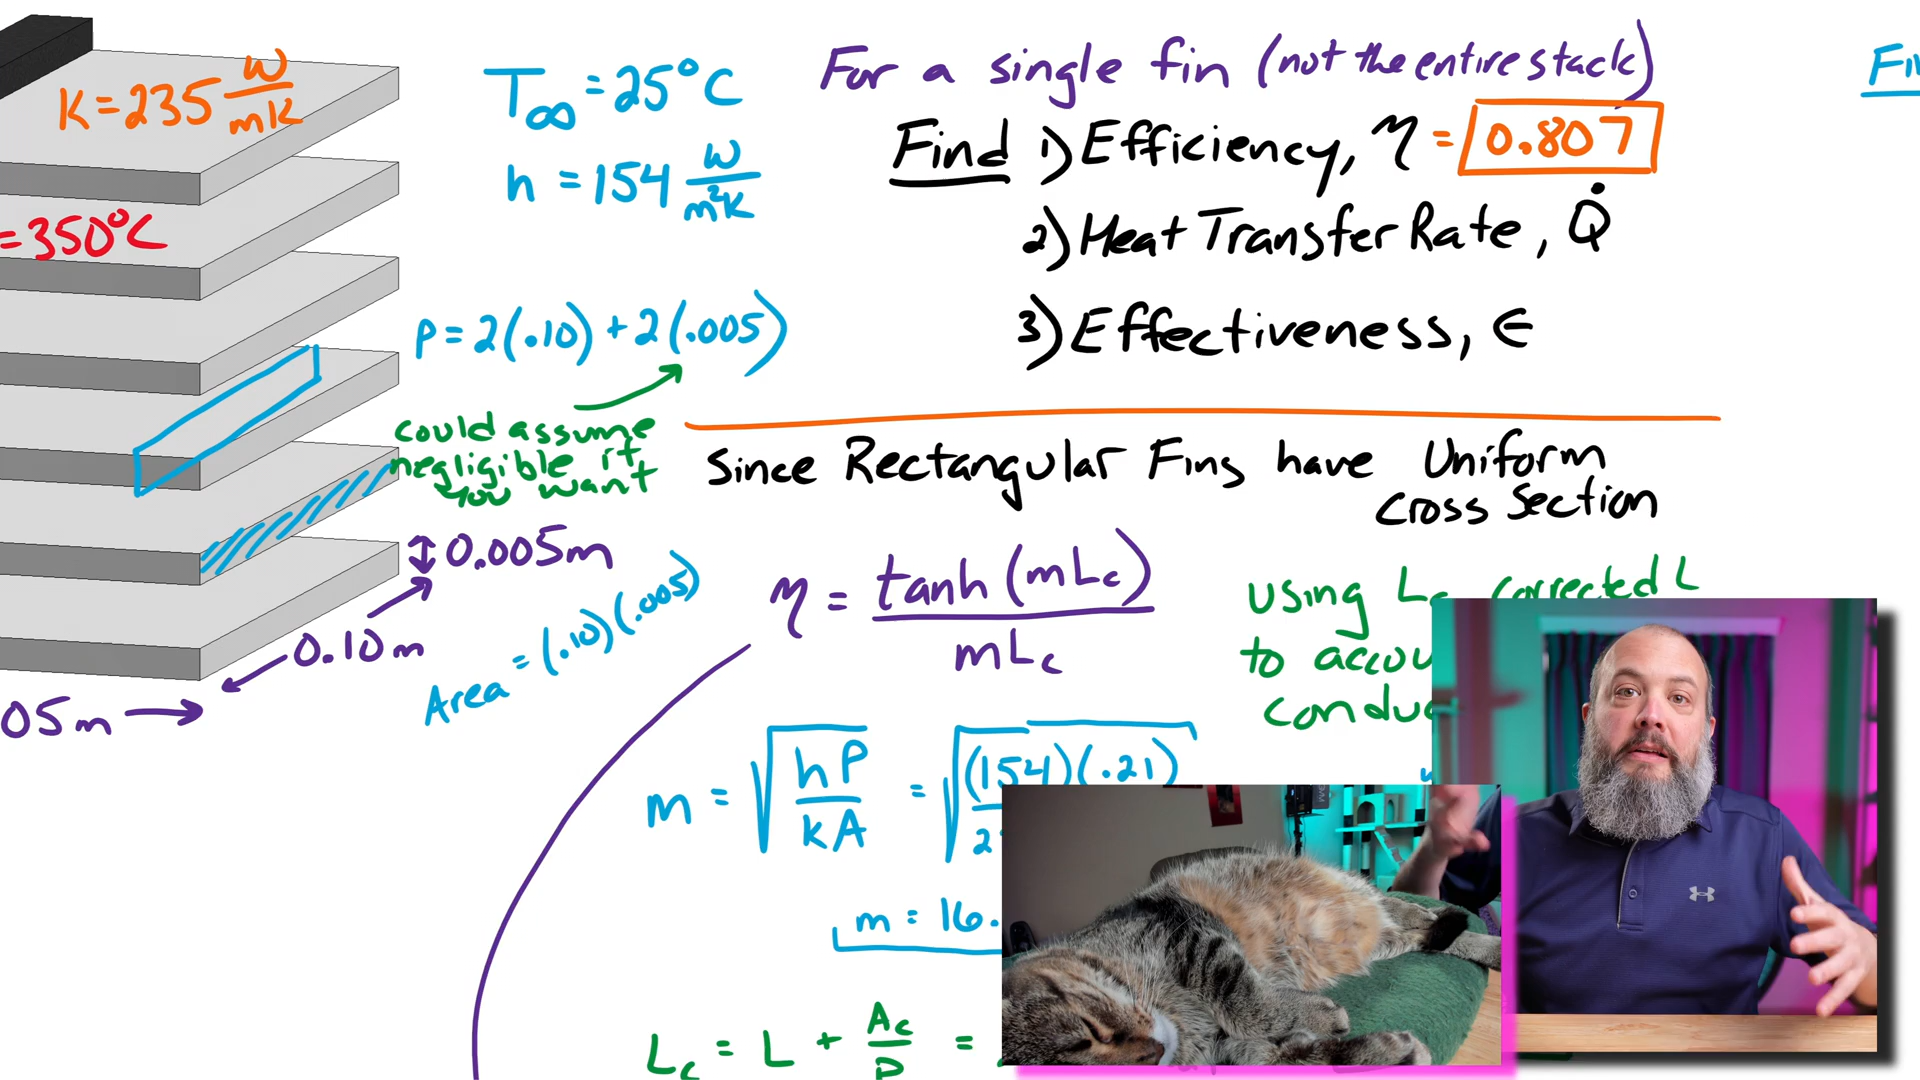 K=235 W/mK
=350°C
T∞=25°C
h=154 W/m²K
P=2(.10)+2(.005)
could assume
negligible if
you want
0.005m
0.10m
05m
Area=(.10)(.005)
For a single fin (not the entire stack)
Find 1) Efficiency, η = 0.807
2) Heat Transfer Rate, Q̇
3) Effectiveness, ϵ
Since Rectangular Fins have Uniform
Cross Section
η = tanh(mLc)/mLc
using Lc corrected L
to
m = √(hP/kA) = √((154)(.21)
m = 16.
Lc = L + Ac/P =